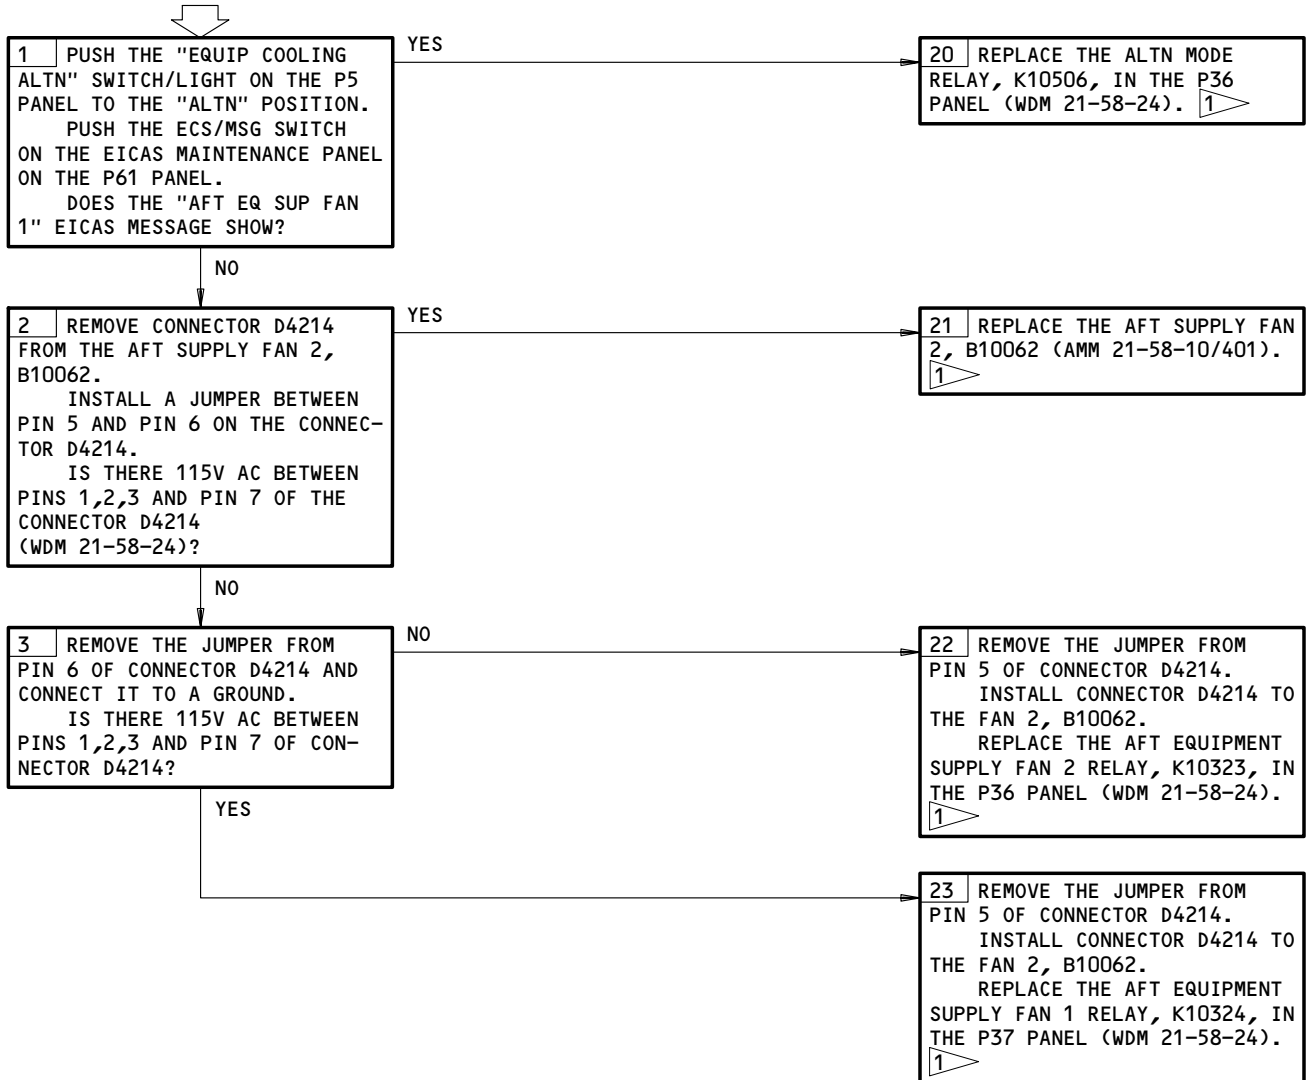 1 PUSH THE "EQUIP COOLING
ALTN" SWITCH/LIGHT ON THE P5
PANEL TO THE "ALTN" POSITION.
PUSH THE ECS/MSG SWITCH
ON THE EICAS MAINTENANCE PANEL
ON THE P61 PANEL.
DOES THE "AFT EQ SUP FAN
1" EICAS MESSAGE SHOW?
YES
20 REPLACE THE ALTN MODE
RELAY, K10506, IN THE P36
PANEL (WDM 21-58-24). 1
NO
2 REMOVE CONNECTOR D4214
FROM THE AFT SUPPLY FAN 2,
B10062.
INSTALL A JUMPER BETWEEN
PIN 5 AND PIN 6 ON THE CONNEC-
TOR D4214.
IS THERE 115V AC BETWEEN
PINS 1,2,3 AND PIN 7 OF THE
CONNECTOR D4214
(WDM 21-58-24)?
YES
21 REPLACE THE AFT SUPPLY FAN
2, B10062 (AMM 21-58-10/401).
1
NO
3 REMOVE THE JUMPER FROM
PIN 6 OF CONNECTOR D4214 AND
CONNECT IT TO A GROUND.
IS THERE 115V AC BETWEEN
PINS 1,2,3 AND PIN 7 OF CON-
NECTOR D4214?
NO
22 REMOVE THE JUMPER FROM
PIN 5 OF CONNECTOR D4214.
INSTALL CONNECTOR D4214 TO
THE FAN 2, B10062.
REPLACE THE AFT EQUIPMENT
SUPPLY FAN 2 RELAY, K10323, IN
THE P36 PANEL (WDM 21-58-24).
1
YES
23 REMOVE THE JUMPER FROM
PIN 5 OF CONNECTOR D4214.
INSTALL CONNECTOR D4214 TO
THE FAN 2, B10062.
REPLACE THE AFT EQUIPMENT
SUPPLY FAN 1 RELAY, K10324, IN
THE P37 PANEL (WDM 21-58-24).
1